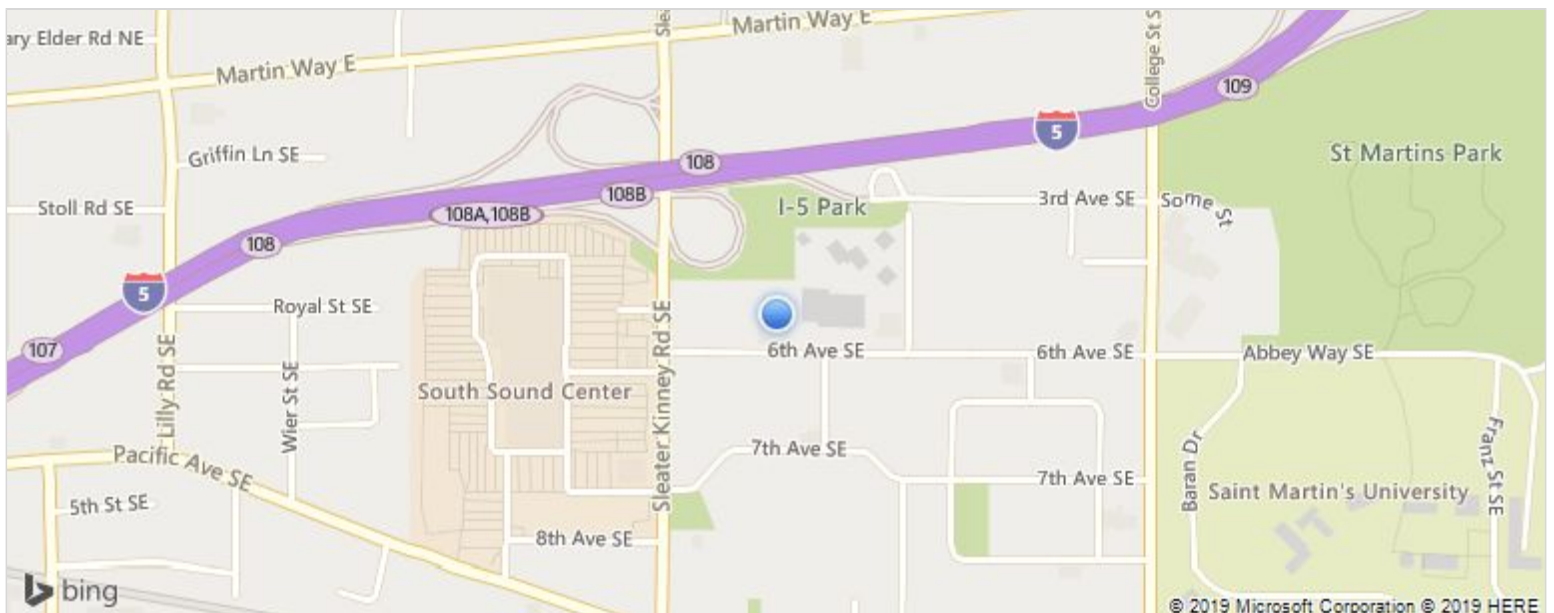 ary Elder Rd NE
Martin Way E
Slea
Martin Way E
College St S
109
5
St Martins Park
Griffin Ln SE
108
108B
I-5 Park
3rd Ave SE
Some St
Stoll Rd SE
108A,108B
108
5
Royal St SE
107
Lilly Rd SE
Wier St SE
South Sound Center
Sleater Kinney Rd SE
6th Ave SE
6th Ave SE
Abbey Way SE
Pacific Ave SE
7th Ave SE
7th Ave SE
Baran Dr
Franz St SE
Saint Martin's University
5th St SE
8th Ave SE
bing
© 2019 Microsoft Corporation © 2019 HERE